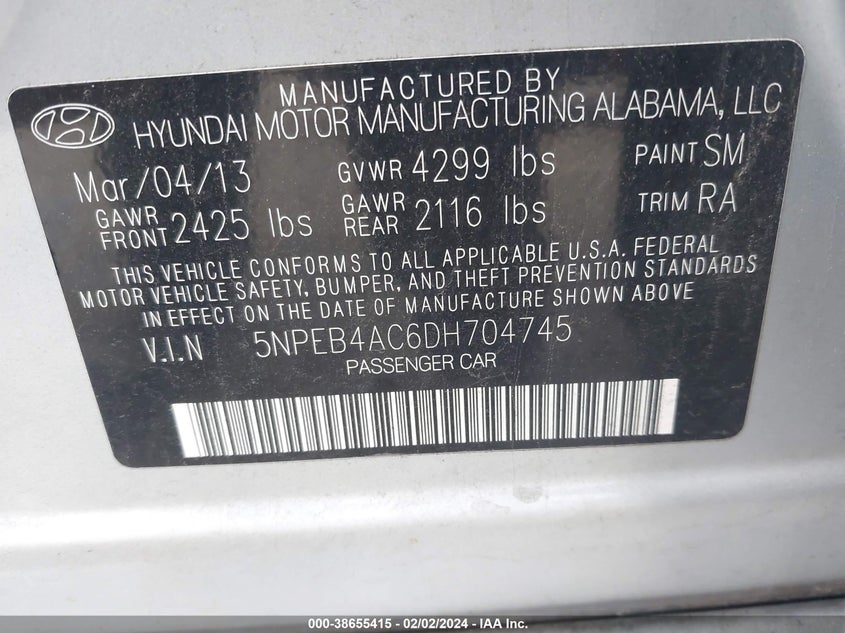 MANUFACTURED BY
HYUNDAI MOTOR MANUFACTURING ALABAMA, LLC
Mar/04/13 GVWR 4299 lbs PAINT SM
GAWR FRONT 2425 lbs GAWR REAR 2116 lbs TRIM RA
THIS VEHICLE CONFORMS TO ALL APPLICABLE U.S.A. FEDERAL
MOTOR VEHICLE SAFETY, BUMPER, AND THEFT PREVENTION STANDARDS
IN EFFECT ON THE DATE OF MANUFACTURE SHOWN ABOVE
V.I.N 5NPEB4AC6DH704745
PASSENGER CAR
000-38655415 - 02/02/2024 - IAA Inc.